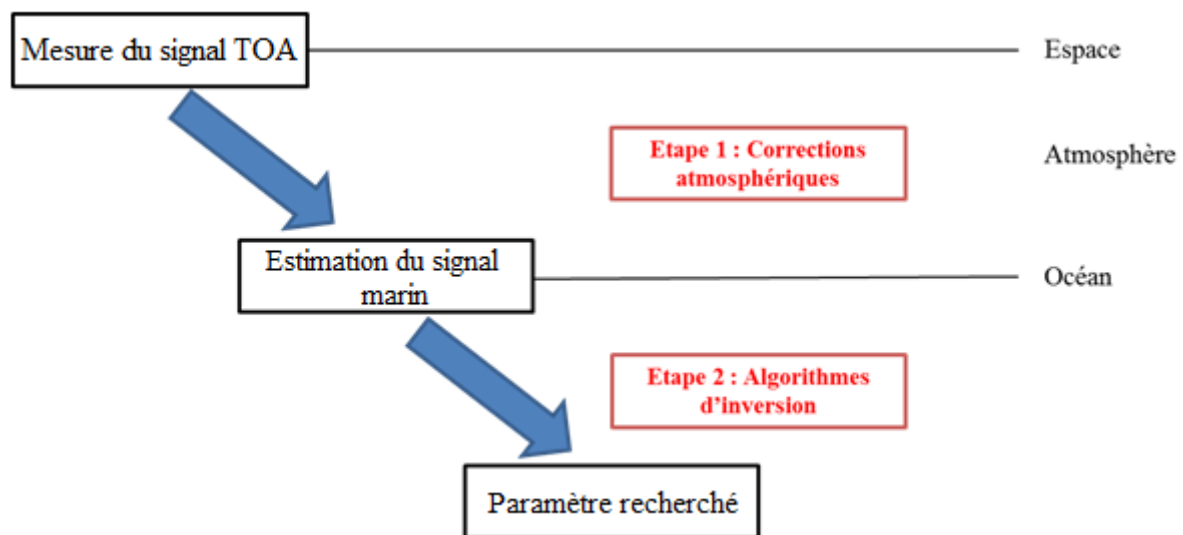 Mesure du signal TOA
Espace
Etape 1 : Corrections
atmosphériques
Atmosphère
Estimation du signal
marin
Océan
Etape 2 : Algorithmes
d'inversion
Paramètre recherché